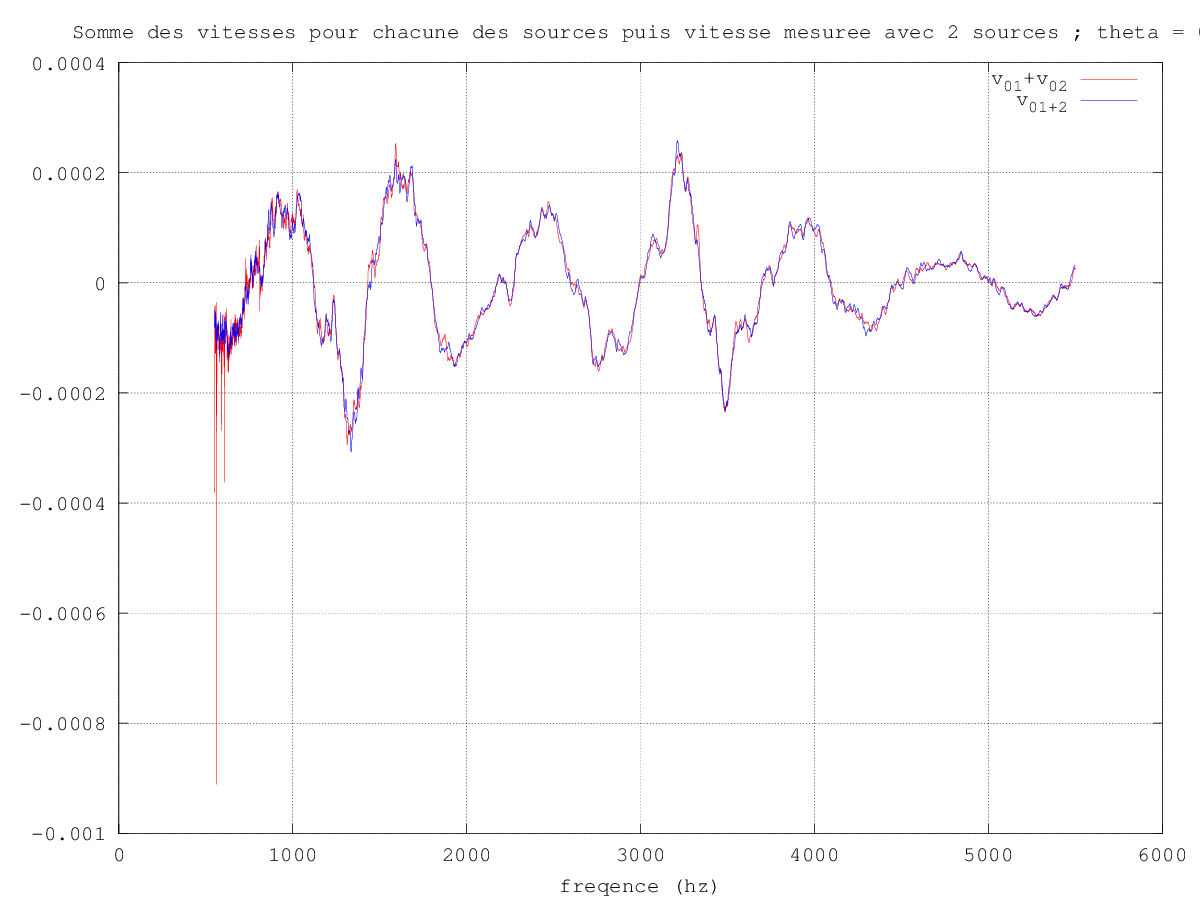 Somme des vitesses pour chacune des sources puis vitesse mesuree avec 2 sources ; theta =
v01+v02
v01+2
0.0004
0.0002
0
-0.0002
-0.0004
-0.0006
-0.0008
-0.001
0 1000 2000 3000 4000 5000 6000
freqence (hz)